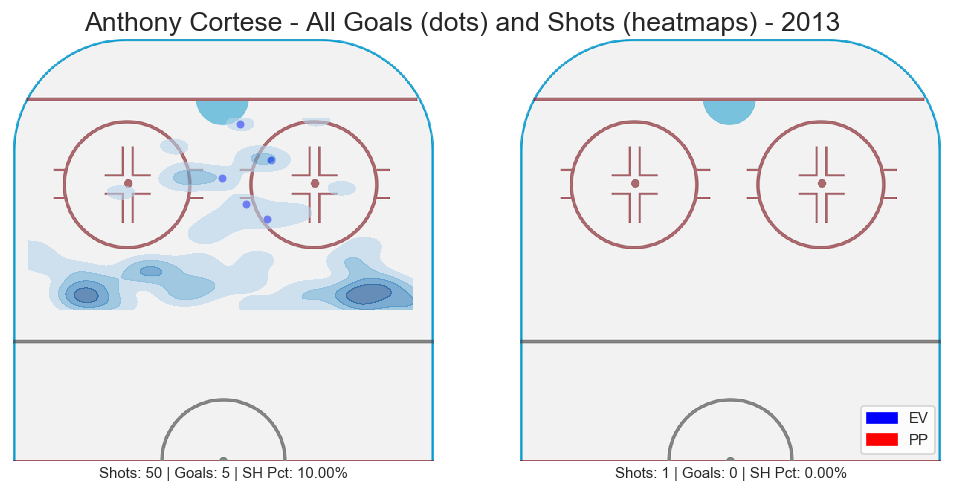 Anthony Cortese - All Goals (dots) and Shots (heatmaps) - 2013
EV
PP
Shots: 50 | Goals: 5 | SH Pct: 10.00%
Shots: 1 | Goals: 0 | SH Pct: 0.00%